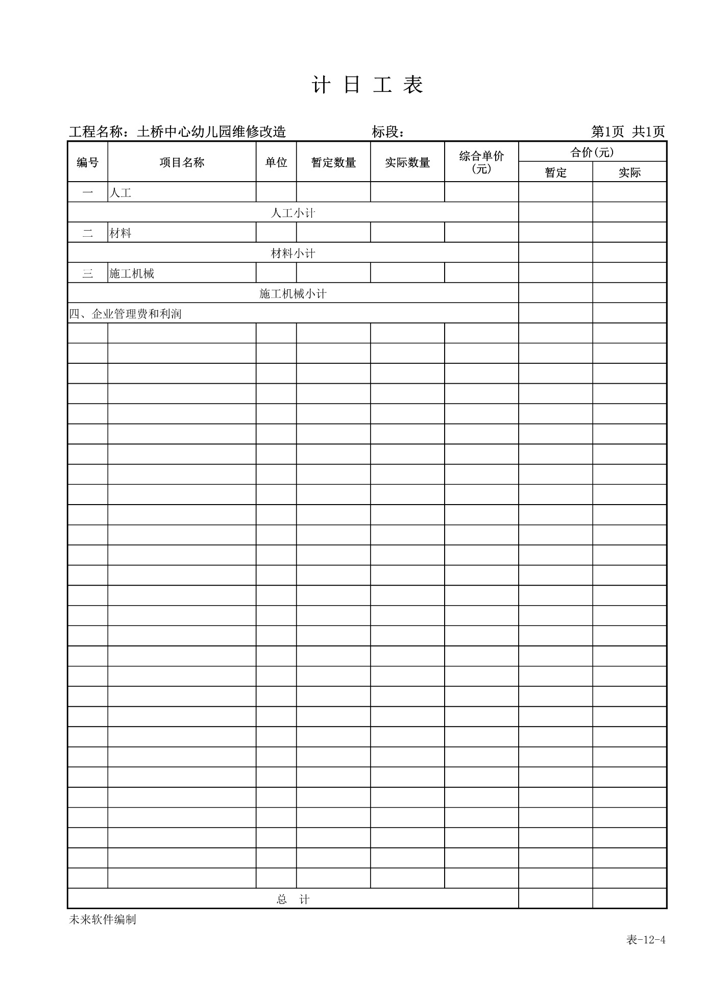 计 日 工 表
工程名称：土桥中心幼儿园维修改造 标段： 第1页 共1页
编号 项目名称 单位 暂定数量 实际数量 综合单价(元) 合价(元)
暂定 实际
一 人工
人工小计
二 材料
材料小计
三 施工机械
施工机械小计
四、企业管理费和利润
总 计
未来软件编制
表-12-4